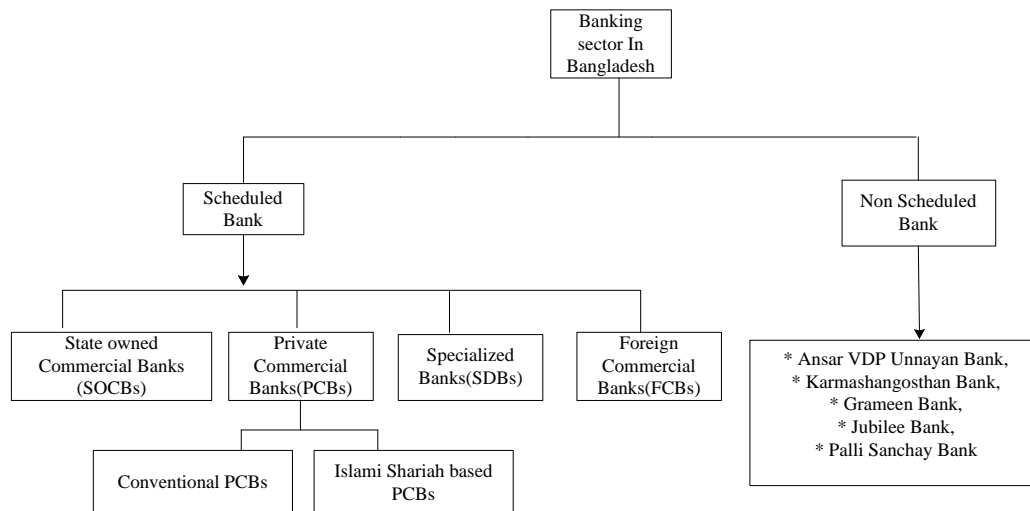 Banking
sector In
Bangladesh
Scheduled
Bank
Non Scheduled
Bank
State owned
Commercial Banks
(SOCBs)
Private
Commercial
Banks(PCBs)
Specialized
Banks(SDBs)
Foreign
Commercial
Banks(FCBs)
* Ansar VDP Unnayan Bank,
* Karmashangosthan Bank,
* Grameen Bank,
* Jubilee Bank,
* Palli Sanchay Bank
Conventional PCBs
Islami Shariah based
PCBs